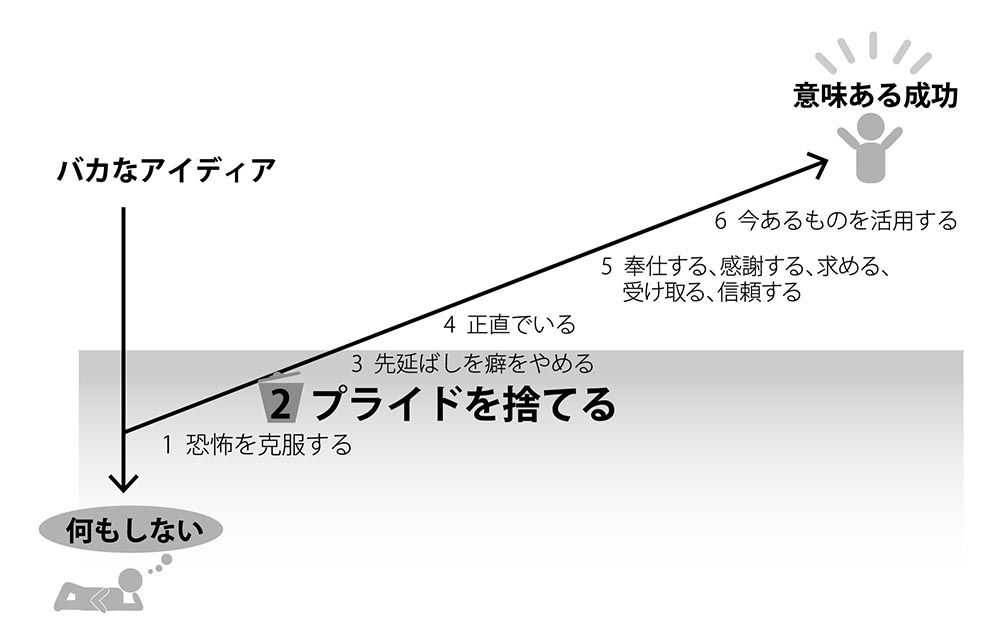 意味ある成功
バカなアイディア
6 今あるものを活用する
5 奉仕する、感謝する、求める、
受け取る、信頼する
4 正直でいる
3 先延ばしを癖をやめる
2 プライドを捨てる
1 恐怖を克服する
何もしない